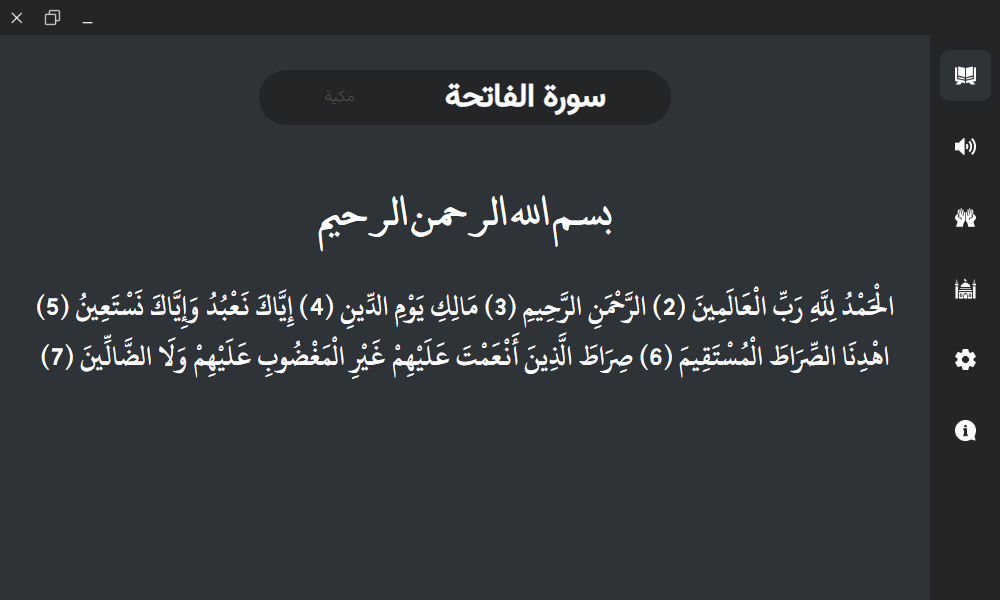 سورة الفاتحة
مكية
بسم الله الرحمن الرحيم
الْحَمْدُ لِلَّهِ رَبِّ الْعَالَمِينَ (2) الرَّحْمَنِ الرَّحِيمِ (3) مَالِكِ يَوْمِ الدِّينِ (4) إِيَّاكَ نَعْبُدُ وَإِيَّاكَ نَسْتَعِينُ (5)
اهْدِنَا الصِّرَاطَ الْمُسْتَقِيمَ (6) صِرَاطَ الَّذِينَ أَنْعَمْتَ عَلَيْهِمْ غَيْرِ الْمَغْضُوبِ عَلَيْهِمْ وَلَا الضَّالِّينَ (7)